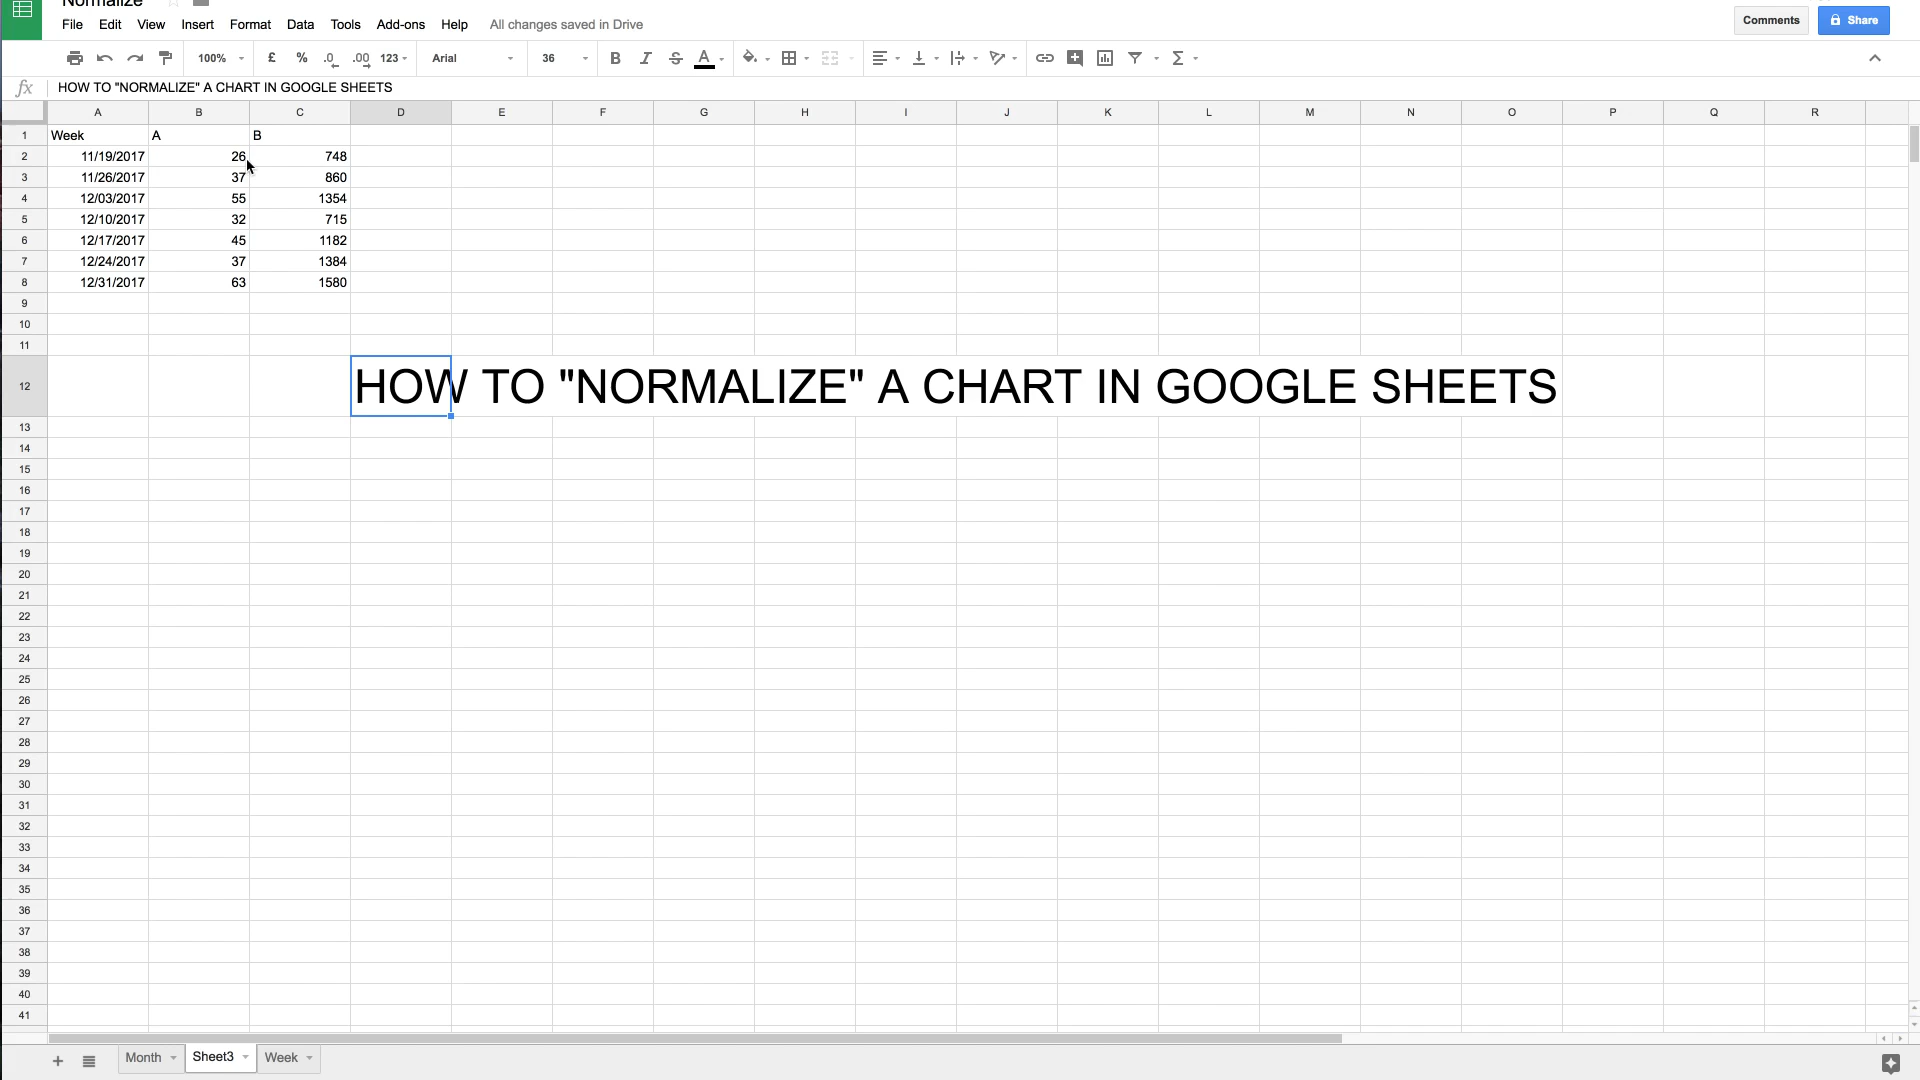 Normalize
File Edit View Insert Format Data Tools Add-ons Help All changes saved in Drive
Comments Share
100% £ % .0 .00 123 Arial 36 B I S A Σ
fx HOW TO "NORMALIZE" A CHART IN GOOGLE SHEETS
A B C D E F G H I J K L M N O P Q R
1 Week A B
2 11/19/2017 26 748
3 11/26/2017 37 860
4 12/03/2017 55 1354
5 12/10/2017 32 715
6 12/17/2017 45 1182
7 12/24/2017 37 1384
8 12/31/2017 63 1580
9
10
11
12 HOW TO "NORMALIZE" A CHART IN GOOGLE SHEETS
13
14
15
16
17
18
19
20
21
22
23
24
25
26
27
28
29
30
31
32
33
34
35
36
37
38
39
40
41
+ Month Sheet3 Week